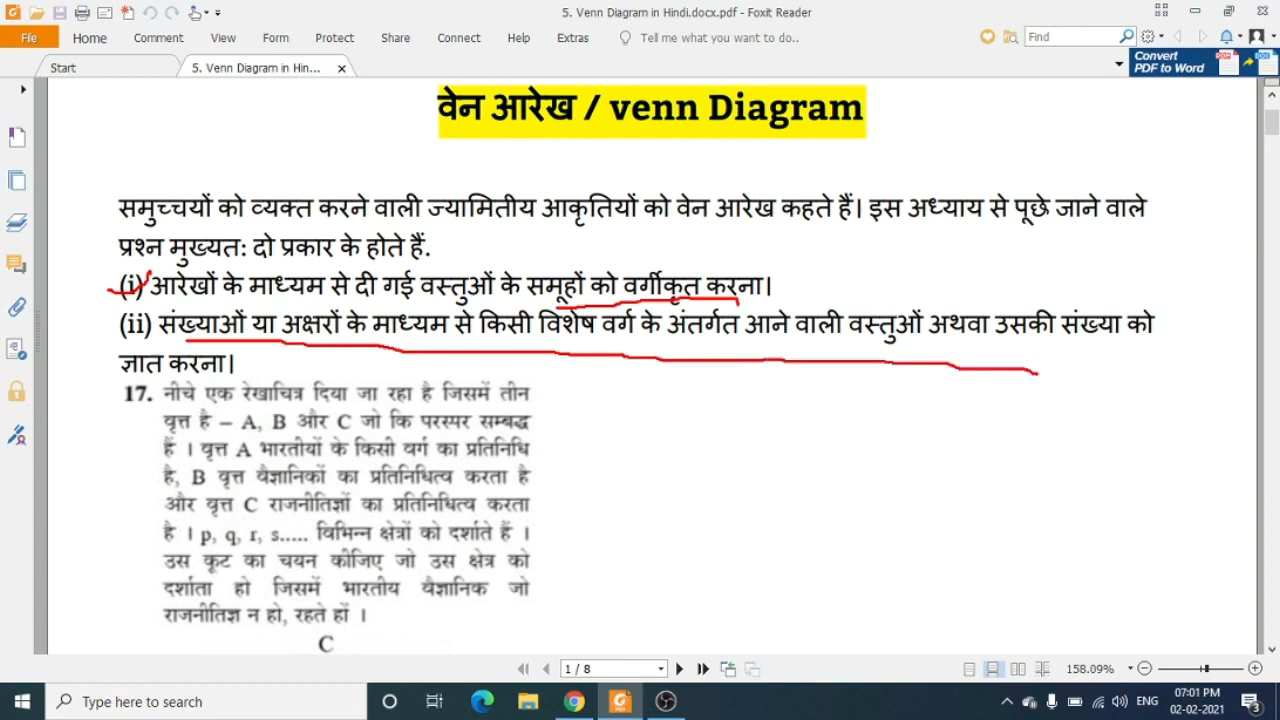 5. Venn Diagram in Hindi.docx.pdf - Foxit Reader
File Home Comment View Form Protect Share Connect Help Extras Tell me what you want to do.. Find
Convert
PDF to Word
Start 5. Venn Diagram in Hin...
वेन आरेख / venn Diagram
समुच्चयों को व्यक्त करने वाली ज्यामितीय आकृतियों को वेन आरेख कहते हैं। इस अध्याय से पूछे जाने वाले
प्रश्न मुख्यत: दो प्रकार के होते हैं.
(i) आरेखों के माध्यम से दी गई वस्तुओं के समूहों को वर्गीकृत करना।
(ii) संख्याओं या अक्षरों के माध्यम से किसी विशेष वर्ग के अंतर्गत आने वाली वस्तुओं अथवा उसकी संख्या को
ज्ञात करना।
17. नीचे एक रेखाचित्र दिया जा रहा है जिसमें तीन
वृत्त है – A, B और C जो कि परस्पर सम्बद्ध
हैं । वृत्त A भारतीयों के किसी वर्ग का प्रतिनिधि
है, B वृत्त वैज्ञानिकों का प्रतिनिधित्व करता है
और वृत्त C राजनीतिज्ञों का प्रतिनिधित्व करता
है । p, q, r, s..... विभिन्न क्षेत्रों को दर्शाते हैं ।
उस कूट का चयन कीजिए जो उस क्षेत्र को
दर्शाता हो जिसमें भारतीय वैज्ञानिक जो
राजनीतिज्ञ न हो, रहते हों ।
C
1 / 8 158.09%
Type here to search ENG 07:01 PM
02-02-2021 3